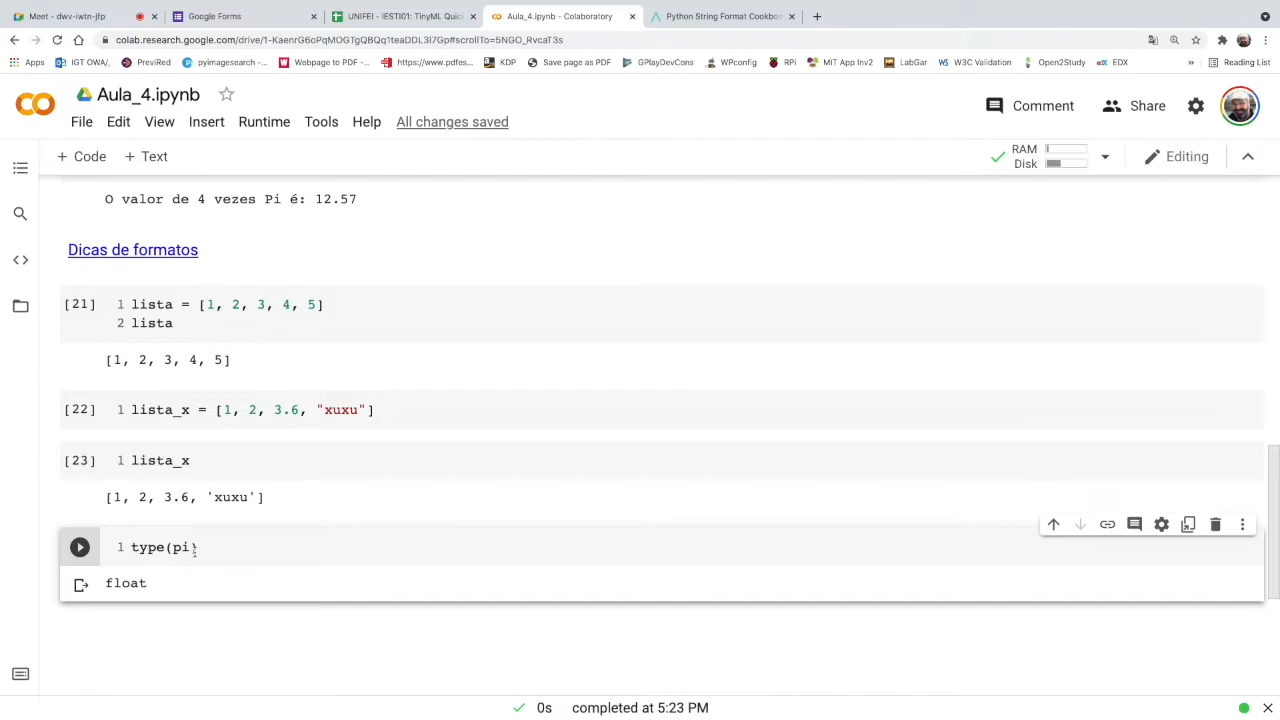 Meet - dwv-iwtn-jfp
Google Forms
UNIFEI - IESTI01: TinyML Quick
Aula_4.ipynb - Colaboratory
Python String Format Cookbook
colab.research.google.com/drive/1-KaenrG6oPqMOGTgQBQq1teaDDL3l7Gp#scrollTo=5NGO_RvcaT3s
Apps
IGT OWA/,
PreviRed
pyimagesearch -...
Webpage to PDF -...
https://www.pdfes...
KDP
Save page as PDF
GPlayDevCons
WPconfig
RPi
MIT App Inv2
LabGar
W3C Validation
Open2Study
EDX
»
Reading List
Aula_4.ipynb
Comment
Share
File Edit View Insert Runtime Tools Help All changes saved
+ Code + Text
RAM
Disk
Editing
O valor de 4 vezes Pi é: 12.57
Dicas de formatos
[21] 1 lista = [1, 2, 3, 4, 5]
2 lista
[1, 2, 3, 4, 5]
[22] 1 lista_x = [1, 2, 3.6, "xuxu"]
[23] 1 lista_x
[1, 2, 3.6, 'xuxu']
1 type(pi)
float
0s completed at 5:23 PM